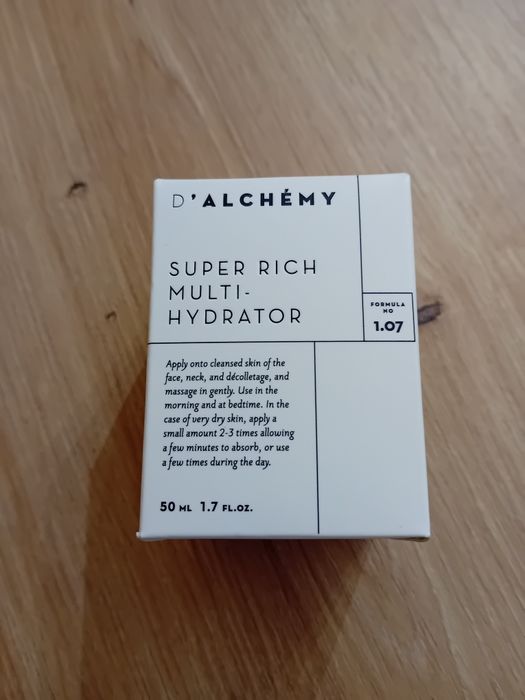 D'ALCHÉMY
SUPER RICH
MULTI-
HYDRATOR
FORMULA
NO
1.07
Apply onto cleansed skin of the
face, neck, and décolletage, and
massage in gently. Use in the
morning and at bedtime. In the
case of very dry skin, apply a
small amount 2-3 times allowing
a few minutes to absorb, or use
a few times during the day.
50 ML 1.7 FL.OZ.